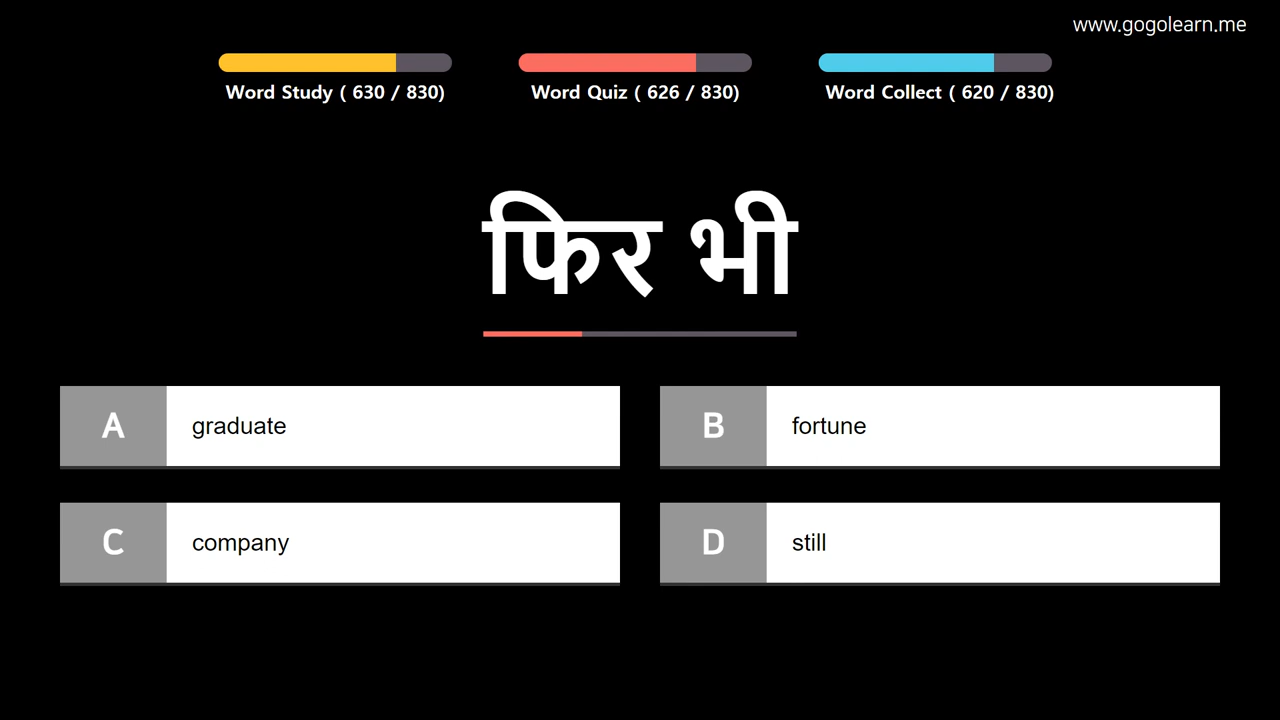 www.gogolearn.me
Word Study ( 630 / 830)
Word Quiz ( 626 / 830)
Word Collect ( 620 / 830)
फिर भी
A graduate
B fortune
C company
D still